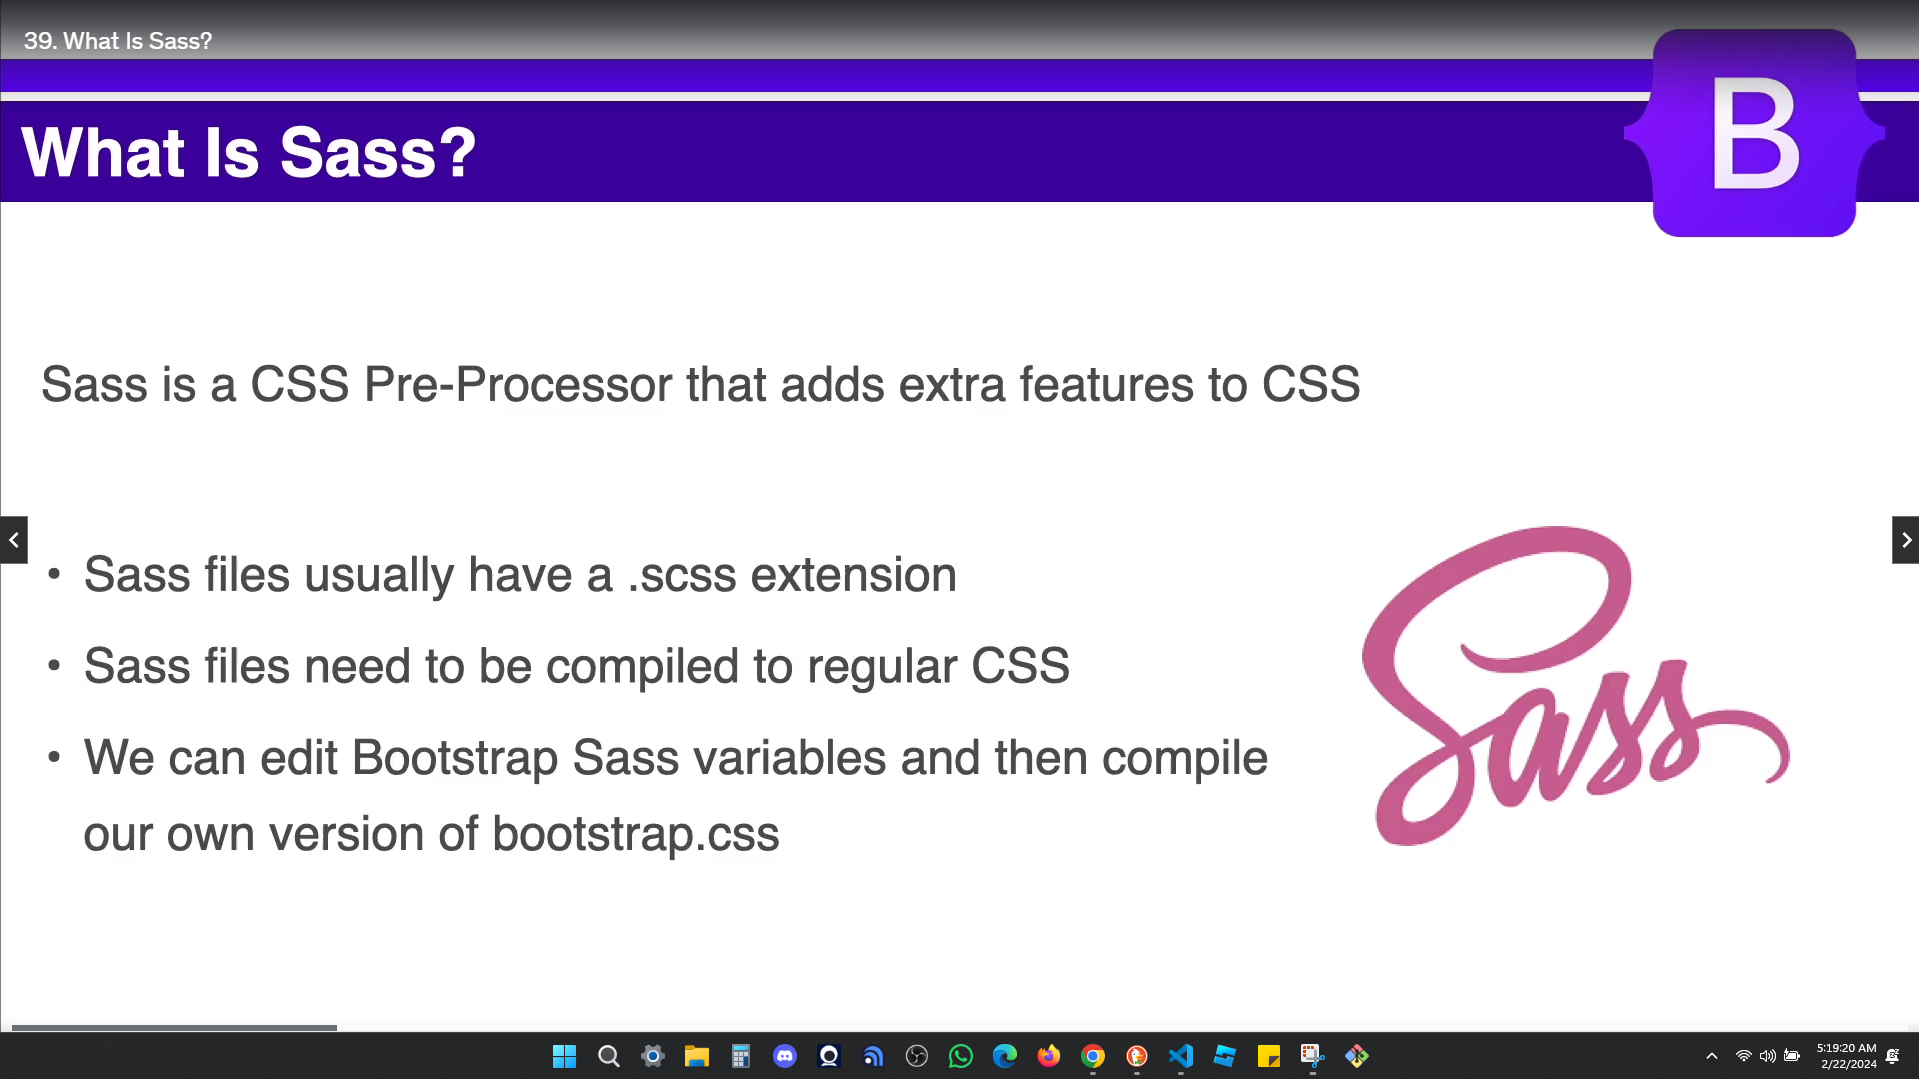 39. What Is Sass?
What Is Sass?
B
Sass is a CSS Pre-Processor that adds extra features to CSS
• Sass files usually have a .scss extension
• Sass files need to be compiled to regular CSS
• We can edit Bootstrap Sass variables and then compile
our own version of bootstrap.css
Sass
5:19:20 AM
2/22/2024